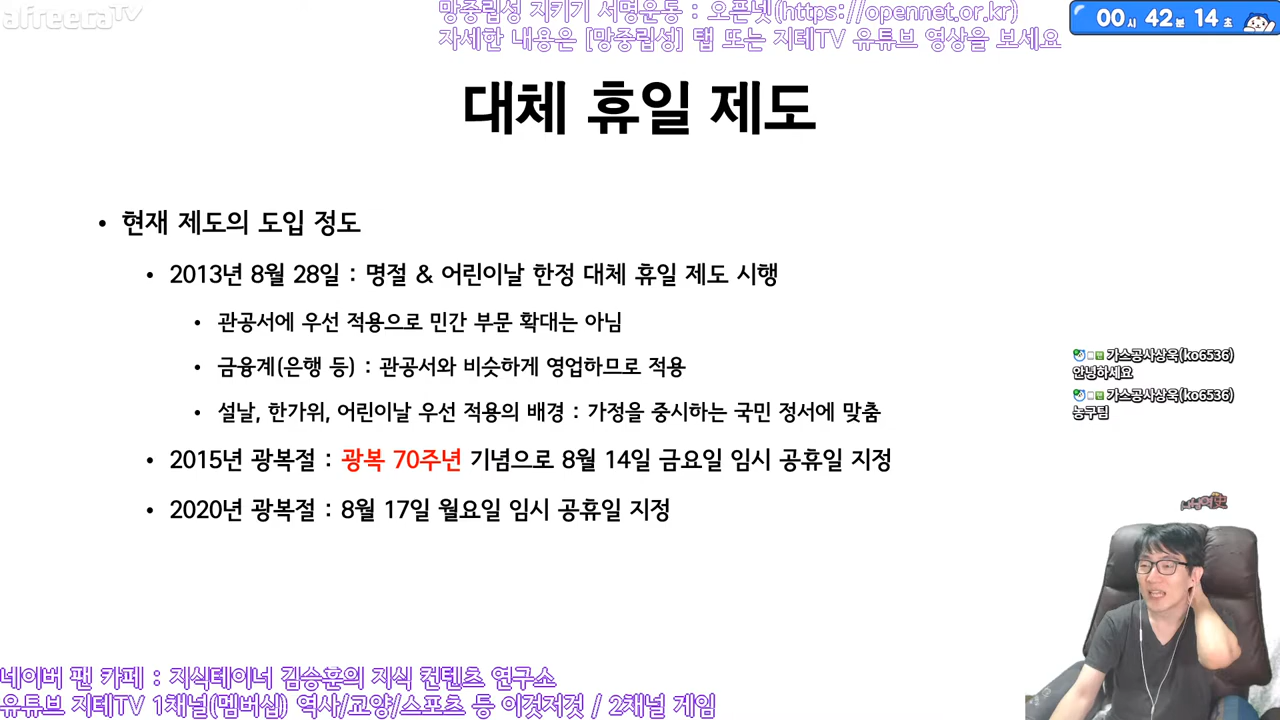 afreecaTV
망중립성 지키기 서명운동 : 오픈넷(https://opennet.or.kr)
자세한 내용은 [망중립성] 탭 또는 지테TV 유튜브 영상을 보세요
00시 42분 14초
대체 휴일 제도
• 현재 제도의 도입 정도
• 2013년 8월 28일 : 명절 & 어린이날 한정 대체 휴일 제도 시행
• 관공서에 우선 적용으로 민간 부문 확대는 아님
• 금융계(은행 등) : 관공서와 비슷하게 영업하므로 적용
• 설날, 한가위, 어린이날 우선 적용의 배경 : 가정을 중시하는 국민 정서에 맞춤
• 2015년 광복절 : 광복 70주년 기념으로 8월 14일 금요일 임시 공휴일 지정
• 2020년 광복절 : 8월 17일 월요일 임시 공휴일 지정
가스공사상욱(ko6536)
안녕하세요
가스공사상욱(ko6536)
농구팀
네이버 팬 카페 : 지식테이너 김승훈의 지식 컨텐츠 연구소
유튜브 지테TV 1채널(멤버십) 역사/교양/스포츠 등 이것저것 / 2채널 게임